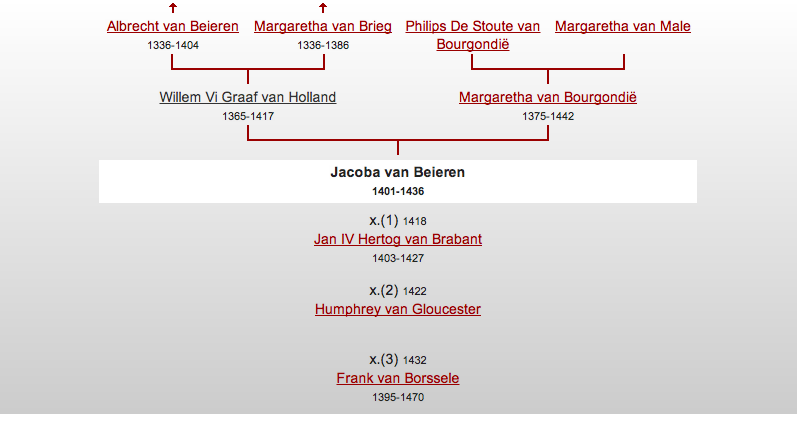 Albrecht van Beieren
1336-1404
Margaretha van Brieg
1336-1386
Philips De Stoute van
Bourgondië
Margaretha van Male
Willem Vi Graaf van Holland
1365-1417
Margaretha van Bourgondië
1375-1442
Jacoba van Beieren
1401-1436
x.(1) 1418
Jan IV Hertog van Brabant
1403-1427
x.(2) 1422
Humphrey van Gloucester
x.(3) 1432
Frank van Borssele
1395-1470